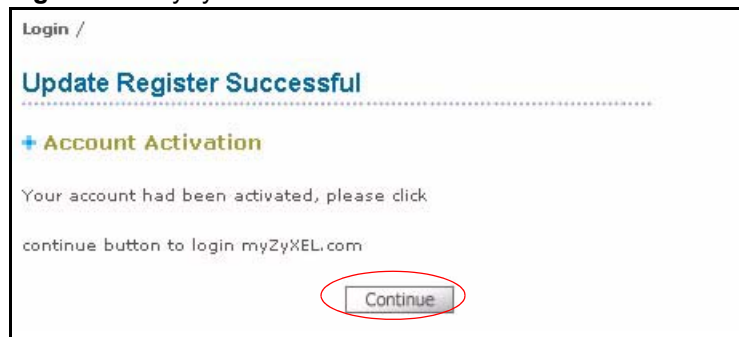 Login /
Update Register Successful
+ Account Activation
Your account had been activated, please click
continue button to login myZyXEL.com
Continue